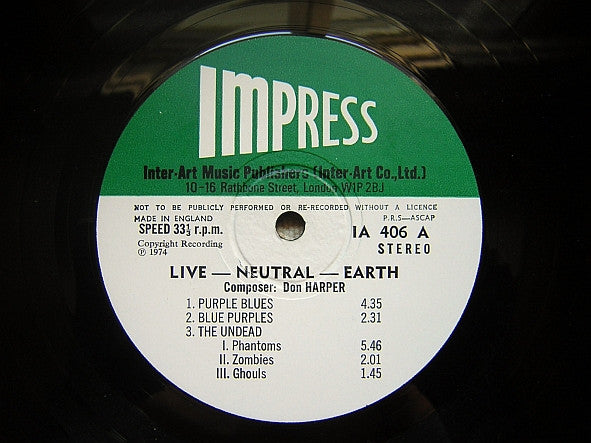 IMPRESS
Inter-Art Music Publishers (Inter-Art Co.,Ltd.)
10-16 Rathbone Street, London W1P 2BJ
NOT TO BE PUBLICLY PERFORMED OR RE-RECORDED WITHOUT A LICENCE
MADE IN ENGLAND P.R.S-ASCAP
SPEED 33⅓ r.p.m. IA 406 A
Copyright Recording STEREO
℗ 1974
LIVE — NEUTRAL — EARTH
Composer: Don HARPER
1. PURPLE BLUES 4.35
2. BLUE PURPLES 2.31
3. THE UNDEAD
I. Phantoms 5.46
II. Zombies 2.01
III. Ghouls 1.45